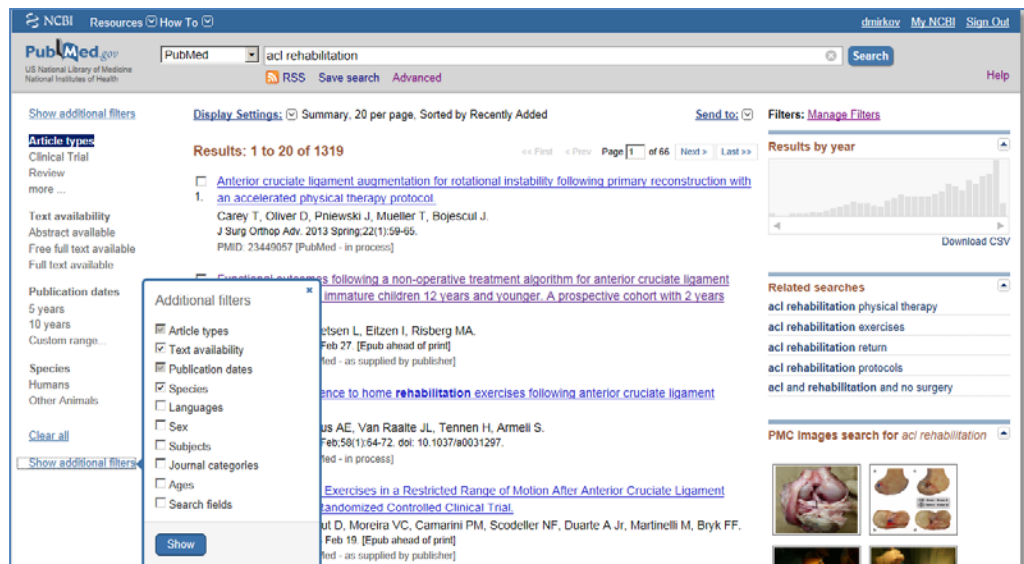 NCBI Resources How To dmirkov My NCBI Sign Out
PubMed.gov
US National Library of Medicine
National Institutes of Health
PubMed acl rehabilitation Search
RSS Save search Advanced Help
Show additional filters
Article types
Clinical Trial
Review
more ...
Text availability
Abstract available
Free full text available
Full text available
Publication dates
5 years
10 years
Custom range...
Species
Humans
Other Animals
Clear all
Show additional filters
Additional filters
Article types
Text availability
Publication dates
Species
Languages
Sex
Subjects
Journal categories
Ages
Search fields
Show
Display Settings: Summary, 20 per page, Sorted by Recently Added Send to:
Results: 1 to 20 of 1319 << First < Prev Page 1 of 66 Next > Last >>
1. Anterior cruciate ligament augmentation for rotational instability following primary reconstruction with
an accelerated physical therapy protocol.
Carey T, Oliver D, Pniewski J, Mueller T, Bojescul J.
J Surg Orthop Adv. 2013 Spring;22(1):59-65.
PMID: 23449057 [PubMed - in process]
Functional outcomes following a non-operative treatment algorithm for anterior cruciate ligament
immature children 12 years and younger. A prospective cohort with 2 years
etsen L, Eitzen I, Risberg MA.
Feb 27. [Epub ahead of print]
Med - as supplied by publisher]
ence to home rehabilitation exercises following anterior cruciate ligament
us AE, Van Raalte JL, Tennen H, Armeli S.
Feb;58(1):64-72. doi: 10.1037/a0031297.
Med - in process]
Exercises in a Restricted Range of Motion After Anterior Cruciate Ligament
Randomized Controlled Clinical Trial.
ut D, Moreira VC, Camarini PM, Scodeller NF, Duarte A Jr, Martinelli M, Bryk FF.
Feb 19. [Epub ahead of print]
Med - as supplied by publisher]
Filters: Manage Filters
Results by year
Download CSV
Related searches
acl rehabilitation physical therapy
acl rehabilitation exercises
acl rehabilitation return
acl rehabilitation protocols
acl and rehabilitation and no surgery
PMC Images search for acl rehabilitation